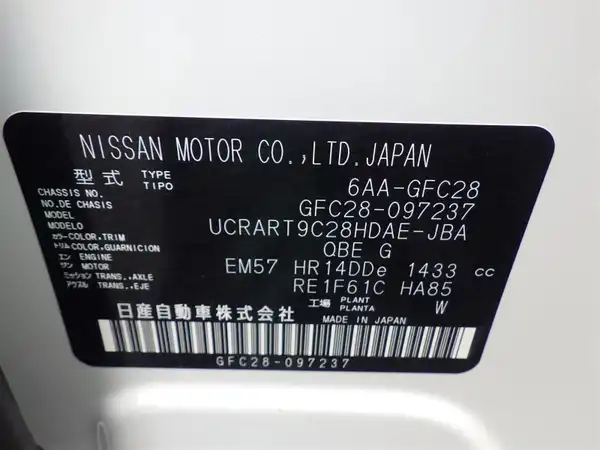 NISSAN MOTOR CO.,LTD.JAPAN
型式 TYPE TIPO 6AA-GFC28
CHASSIS NO. NO.DE CHASIS GFC28-097237
MODEL MODELO UCRART9C28HDAE-JBA
カラー COLOR,TRIM トリム COLOR,GUARNICION QBE G
エンジン ENGINE MOTOR EM57 HR14DDe 1433 cc
ミッション TRANS.,AXLE アクスル TRANS.,EJE RE1F61C HA85
工場 PLANT PLANTA W
日産自動車株式会社 MADE IN JAPAN FABRICADO EN JAPON
GFC28-097237